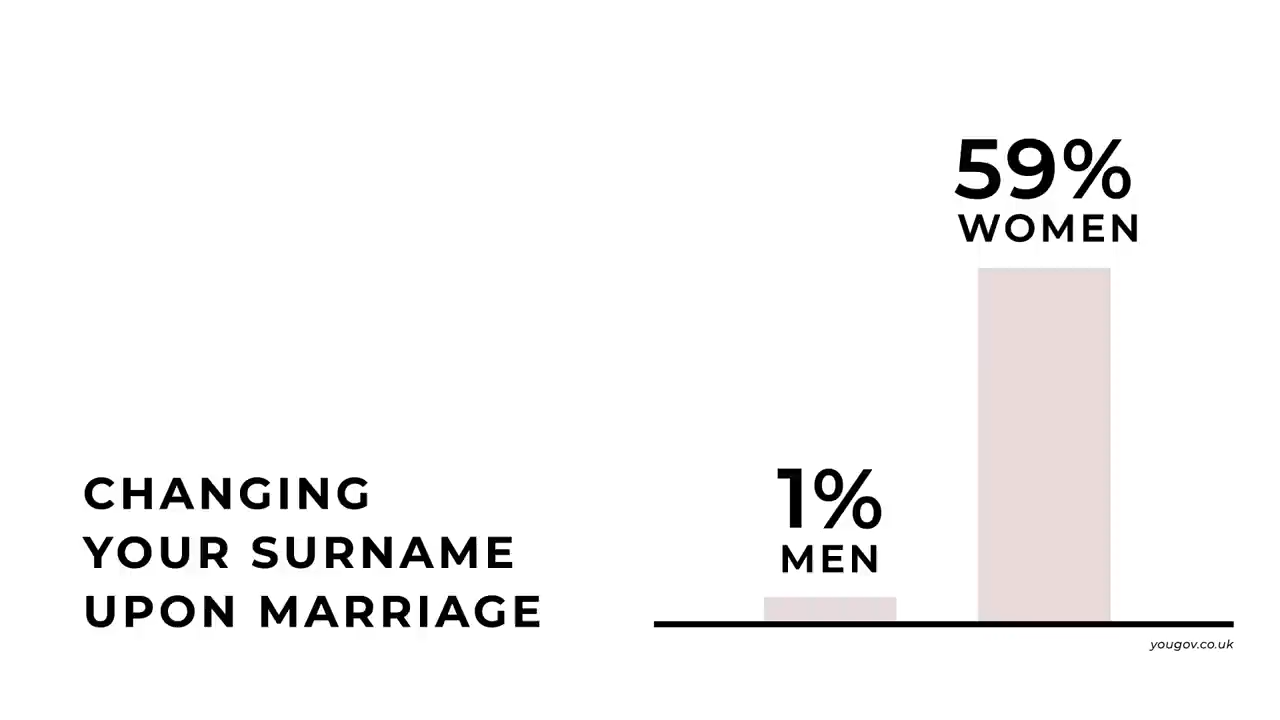 59%
WOMEN
1%
MEN
CHANGING
YOUR SURNAME
UPON MARRIAGE
yougov.co.uk